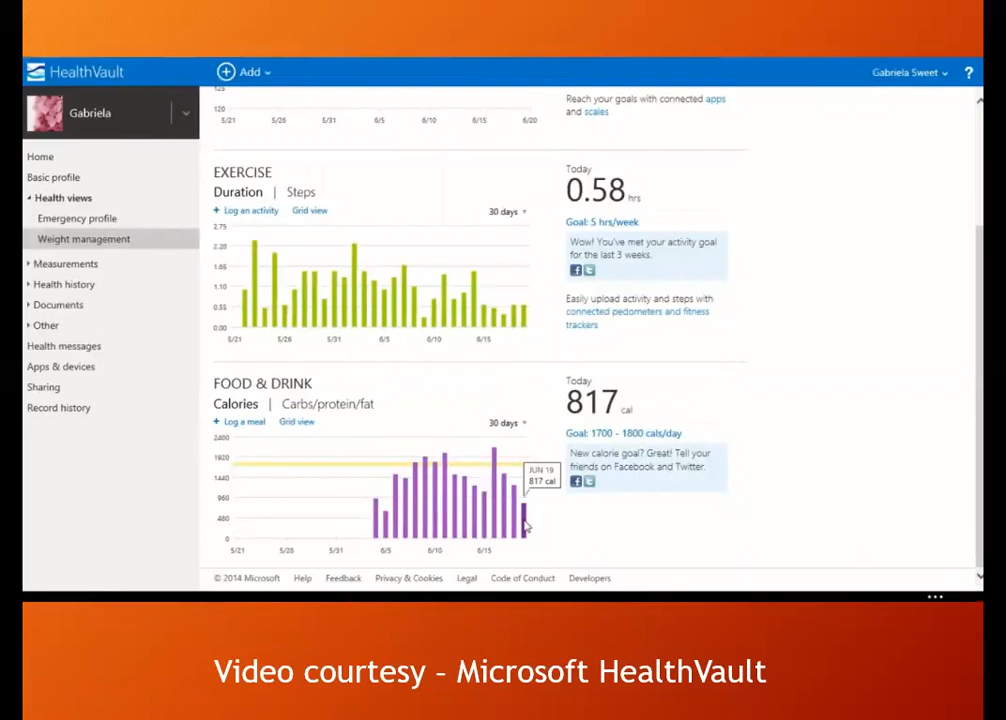 HealthVault
Add
Gabriela Sweet
?
Gabriela
Home
Basic profile
Health views
Emergency profile
Weight management
Measurements
Health history
Documents
Other
Health messages
Apps & devices
Sharing
Record history
120
5/21 5/26 5/31 6/5 6/10 6/15 6/20
Reach your goals with connected apps
and scales
EXERCISE
Duration | Steps
+ Log an activity Grid view
30 days
2.75
2.20
1.65
1.10
0.55
0.00
5/21 5/26 5/31 6/5 6/10 6/15
Today
0.58 hrs
Goal: 5 hrs/week
Wow! You've met your activity goal
for the last 3 weeks.
Easily upload activity and steps with
connected pedometers and fitness
trackers
FOOD & DRINK
Calories | Carbs/protein/fat
+ Log a meal Grid view
30 days
2400
1920
1440
960
480
0
5/21 5/26 5/31 6/5 6/10 6/15
JUN 19
817 cal
Today
817 cal
Goal: 1700 - 1800 cals/day
New calorie goal? Great! Tell your
friends on Facebook and Twitter.
© 2014 Microsoft Help Feedback Privacy & Cookies Legal Code of Conduct Developers
Video courtesy – Microsoft HealthVault